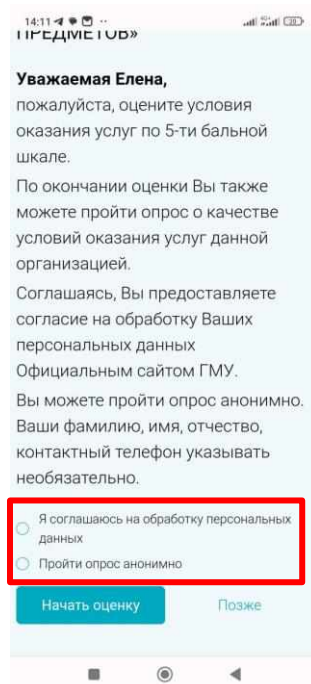 14:11
ПРЕДМЕТОВ»
Уважаемая Елена,
пожалуйста, оцените условия
оказания услуг по 5-ти бальной
шкале.
По окончании оценки Вы также
можете пройти опрос о качестве
условий оказания услуг данной
организацией.
Соглашаясь, Вы предоставляете
согласие на обработку Ваших
персональных данных
Официальным сайтом ГМУ.
Вы можете пройти опрос анонимно.
Ваши фамилию, имя, отчество,
контактный телефон указывать
необязательно.
Я соглашаюсь на обработку персональных
данных
Пройти опрос анонимно
Начать оценку Позже